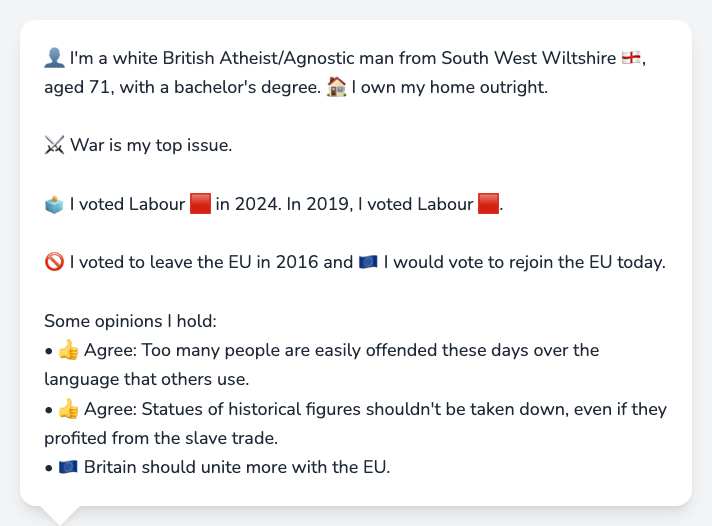 👤 I'm a white British Atheist/Agnostic man from South West Wiltshire 🏴󠁧󠁢󠁥󠁮󠁧󠁿,
aged 71, with a bachelor's degree. 🏠 I own my home outright.
⚔️ War is my top issue.
🗳️ I voted Labour 🟥 in 2024. In 2019, I voted Labour 🟥.
🚫 I voted to leave the EU in 2016 and 🇪🇺 I would vote to rejoin the EU today.
Some opinions I hold:
• 👍 Agree: Too many people are easily offended these days over the
language that others use.
• 👍 Agree: Statues of historical figures shouldn't be taken down, even if they
profited from the slave trade.
• 🇪🇺 Britain should unite more with the EU.